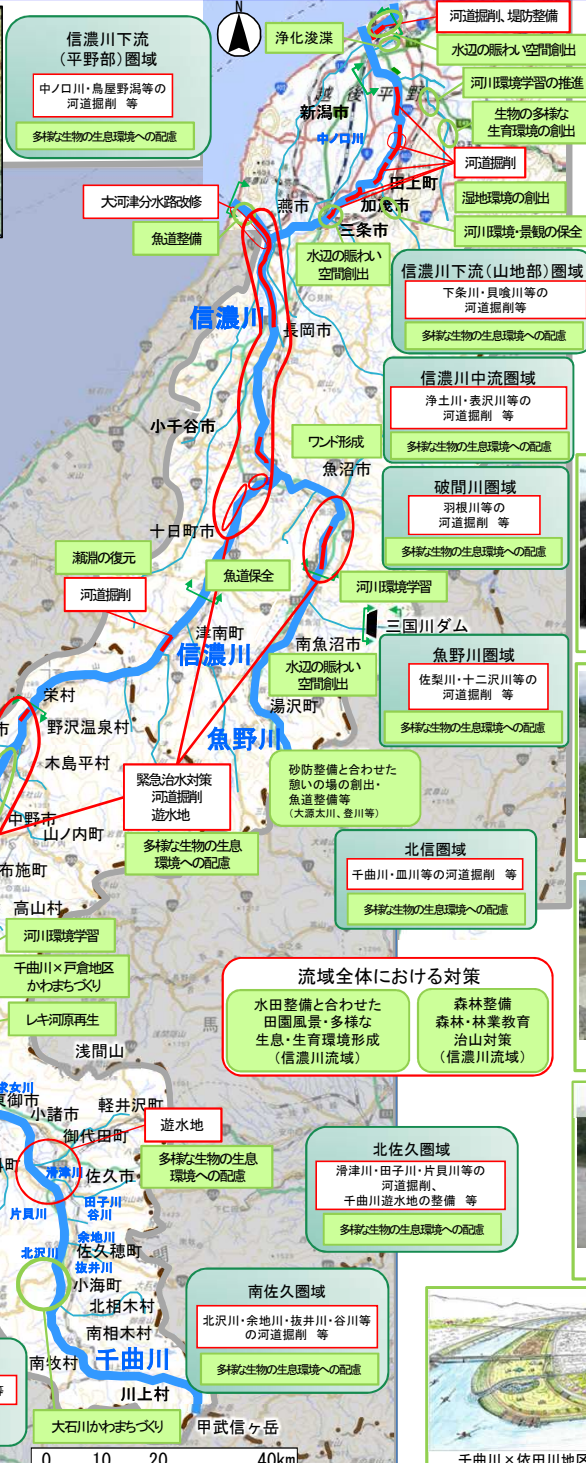 N
信濃川下流
(平野部)圏域
中ノ口川・鳥屋野潟等の
河道掘削 等
多様な生物の生息環境への配慮
浄化浚渫
河道掘削、堤防整備
水辺の賑わい空間創出
河川環境学習の推進
生物の多様な
生育環境の創出
越後平野
新潟市
中ノ口川
河道掘削
田上町
湿地環境の創出
加茂市
河川環境・景観の保全
大河津分水路改修
燕市
三条市
魚道整備
水辺の賑わい
空間創出
信濃川下流(山地部)圏域
下条川・貝喰川等の
河道掘削等
多様な生物の生息環境への配慮
信濃川
長岡市
信濃川中流圏域
浄土川・表沢川等の
河道掘削 等
多様な生物の生息環境への配慮
小千谷市
ワンド形成
魚沼市
破間川圏域
羽根川等の
河道掘削 等
多様な生物の生息環境への配慮
十日町市
瀬淵の復元
魚道保全
河川環境学習
河道掘削
三国川ダム
津南町
信濃川
南魚沼市
水辺の賑わい
空間創出
魚野川圏域
佐梨川・十二沢川等の
河道掘削 等
多様な生物の生息環境への配慮
栄村
湯沢町
市
野沢温泉村
魚野川
木島平村
緊急治水対策
河道掘削
遊水地
砂防整備と合わせた
憩いの場の創出・
魚道整備等
(大源太川、登川等)
中野市
山ノ内町
多様な生物の生息
環境への配慮
布施町
北信圏域
千曲川・皿川等の河道掘削 等
多様な生物の生息環境への配慮
高山村
河川環境学習
千曲川×戸倉地区
かわまちづくり
レキ河原再生
流域全体における対策
水田整備と合わせた
田園風景・多様な
生息・生育環境形成
(信濃川流域)
森林整備
森林・林業教育
治山対策
(信濃川流域)
馬
浅間山
求女川
東御市
小諸市
軽井沢町
御代田町
遊水地
北佐久圏域
滑津川・田子川・片貝川等の
河道掘削、
千曲川遊水地の整備 等
多様な生物の生息環境への配慮
滑津川
佐久市
多様な生物の生息
環境への配慮
田子川
谷川
片貝川
余地川
北沢川
佐久穂町
抜井川
小海町
北相木村
南佐久圏域
北沢川・余地川・抜井川・谷川等
の河道掘削 等
多様な生物の生息環境への配慮
南相木村
南牧村
千曲川
川上村
等
大石川かわまちづくり
甲武信ヶ岳
0 10 20 40km
千曲川×依田川地区